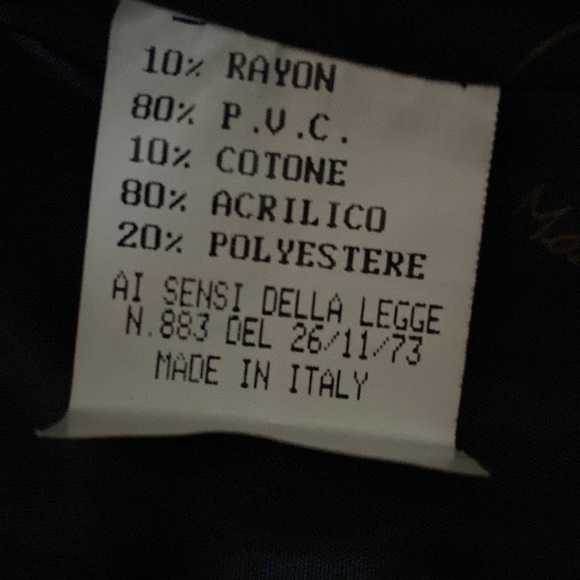 10% RAYON
80% P.V.C.
10% COTONE
80% ACRILICO
20% POLYESTERE
AI SENSI DELLA LEGGE
N.883 DEL 26/11/73
MADE IN ITALY